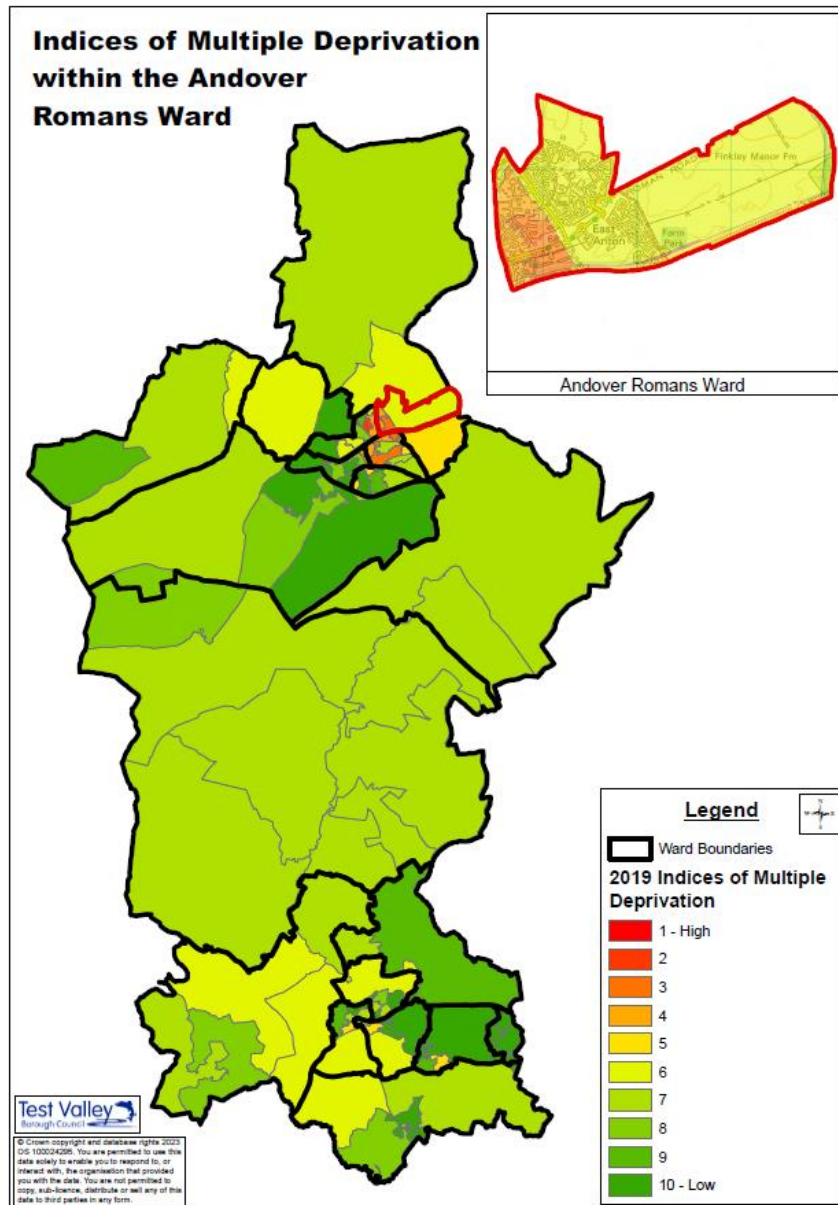 Indices of Multiple Deprivation
within the Andover
Romans Ward
Finkley Manor Fm
ROMAN ROAD
East
Anton
Farm
Park
Andover Romans Ward
Legend
N
Ward Boundaries
2019 Indices of Multiple
Deprivation
1 - High
2
3
4
5
6
7
8
9
10 - Low
Test Valley
Borough Council
© Crown copyright and database rights 2023
OS 100024295. You are permitted to use this
data solely to enable you to respond to, or
interact with, the organisation that provided
you with the data. You are not permitted to
copy, sub-licence, distribute or sell any of this
data to third parties in any form.